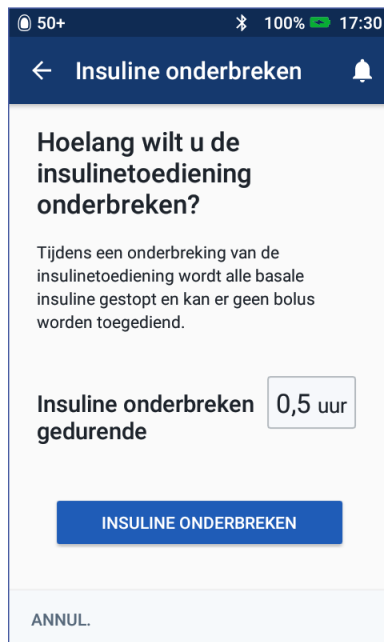 50+ 100% 17:30
Insuline onderbreken
Hoelang wilt u de
insulinetoediening
onderbreken?
Tijdens een onderbreking van de
insulinetoediening wordt alle basale
insuline gestopt en kan er geen bolus
worden toegediend.
Insuline onderbreken 0,5 uur
gedurende
INSULINE ONDERBREKEN
ANNUL.